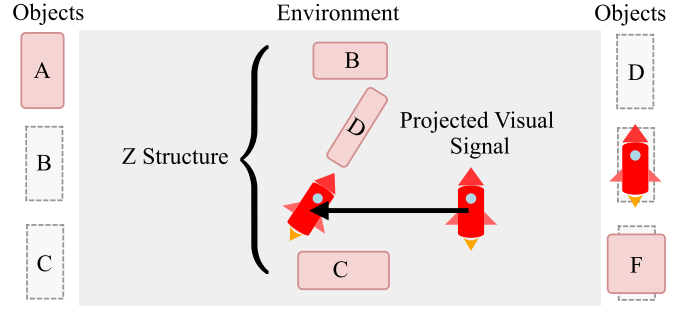 Objects
Environment
Objects
A
B
C
Z Structure
B
D
Projected Visual
Signal
C
D
F